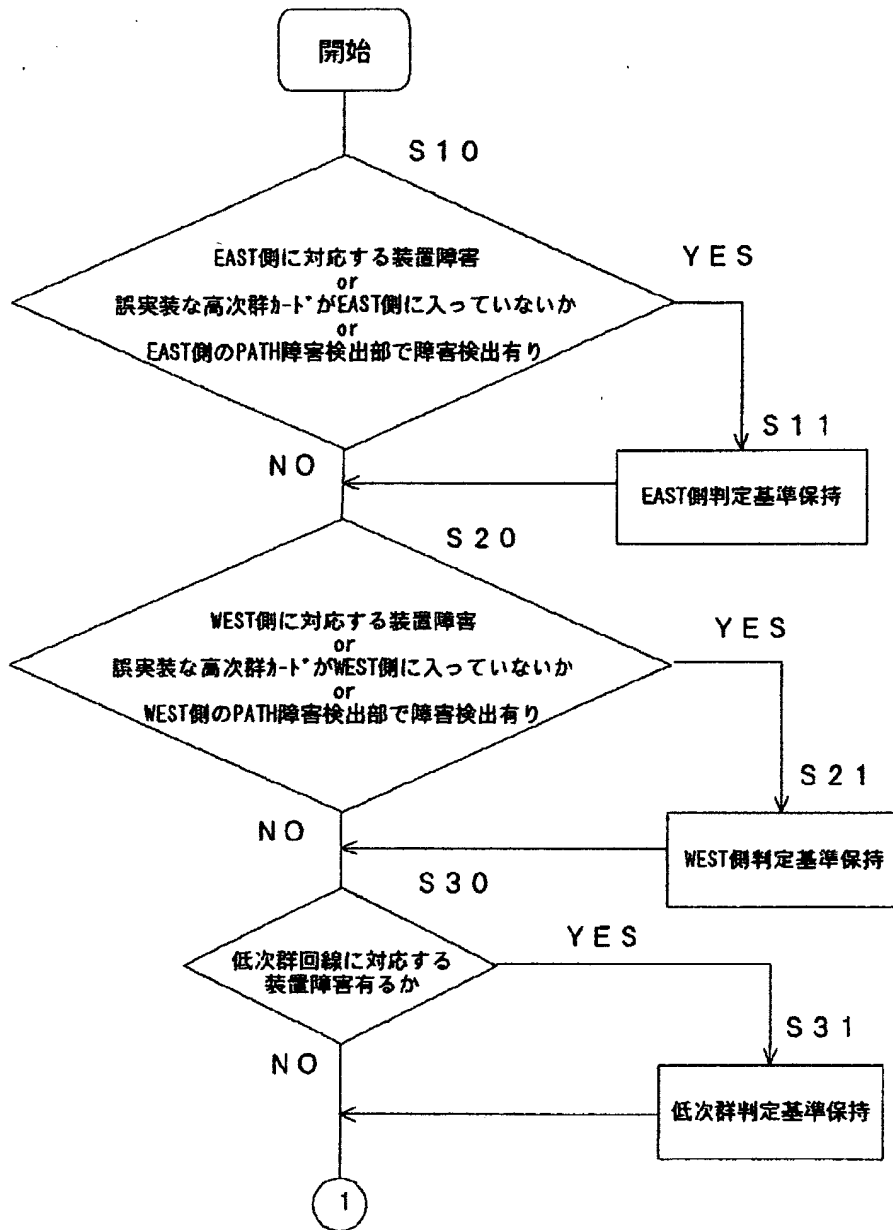 開始
S10
EAST側に対応する装置障害
or
誤実装な高次群ｶｰﾄﾞがEAST側に入っていないか
or
EAST側のPATH障害検出部で障害検出有り
YES
S11
EAST側判定基準保持
NO
S20
WEST側に対応する装置障害
or
誤実装な高次群ｶｰﾄﾞがWEST側に入っていないか
or
WEST側のPATH障害検出部で障害検出有り
YES
S21
WEST側判定基準保持
NO
S30
低次群回線に対応する
装置障害有るか
YES
S31
低次群判定基準保持
NO
1